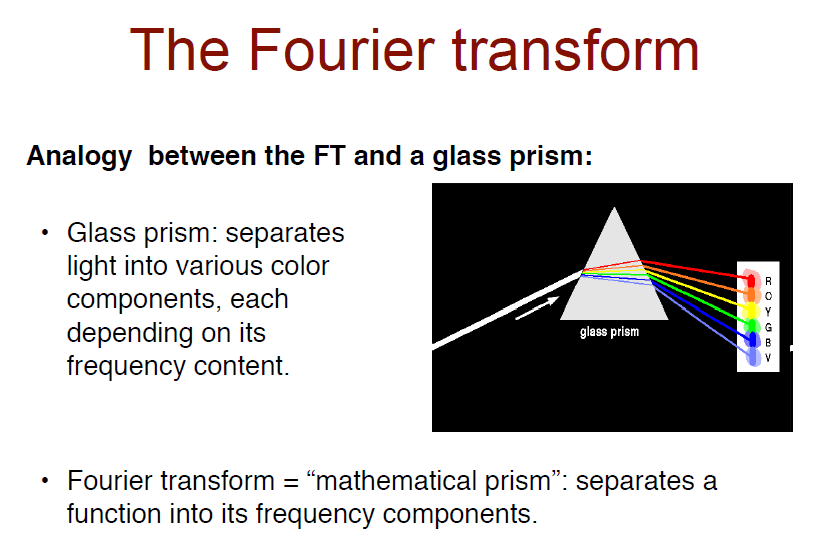 The Fourier transform
Analogy between the FT and a glass prism:
• Glass prism: separates
light into various color
components, each
depending on its
frequency content.
glass prism
R
O
Y
G
B
V
• Fourier transform = “mathematical prism”: separates a
function into its frequency components.